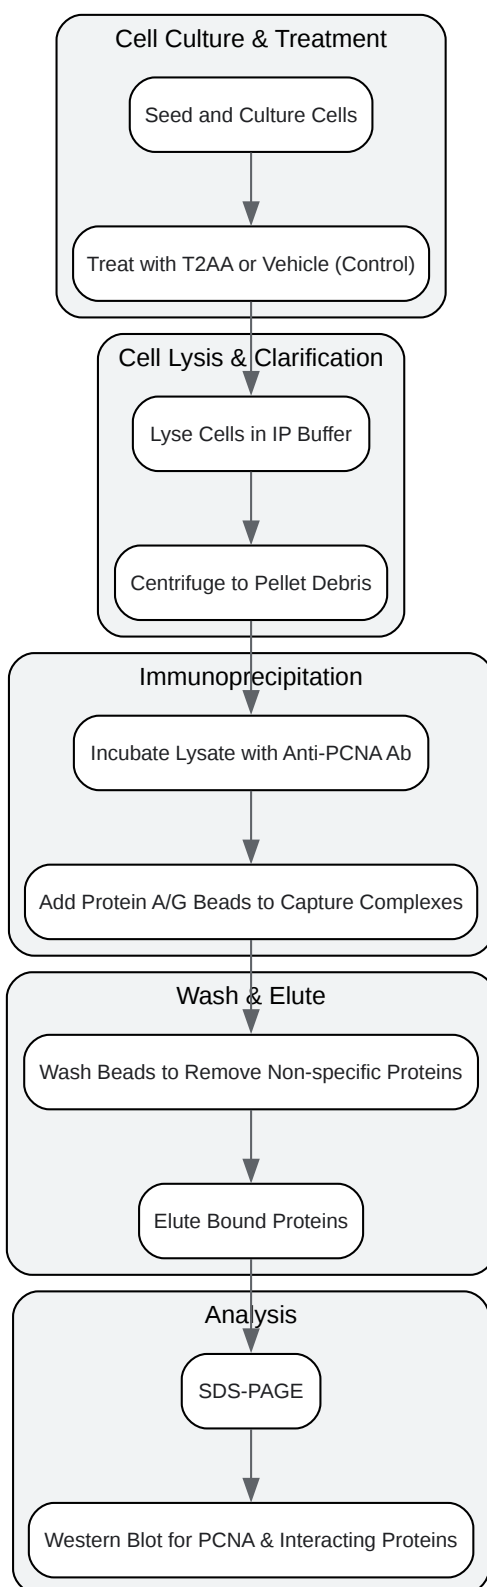 Cell Culture & Treatment
Seed and Culture Cells
Treat with T2AA or Vehicle (Control)
Cell Lysis & Clarification
Lyse Cells in IP Buffer
Centrifuge to Pellet Debris
Immunoprecipitation
Incubate Lysate with Anti-PCNA Ab
Add Protein A/G Beads to Capture Complexes
Wash & Elute
Wash Beads to Remove Non-specific Proteins
Elute Bound Proteins
Analysis
SDS-PAGE
Western Blot for PCNA & Interacting Proteins